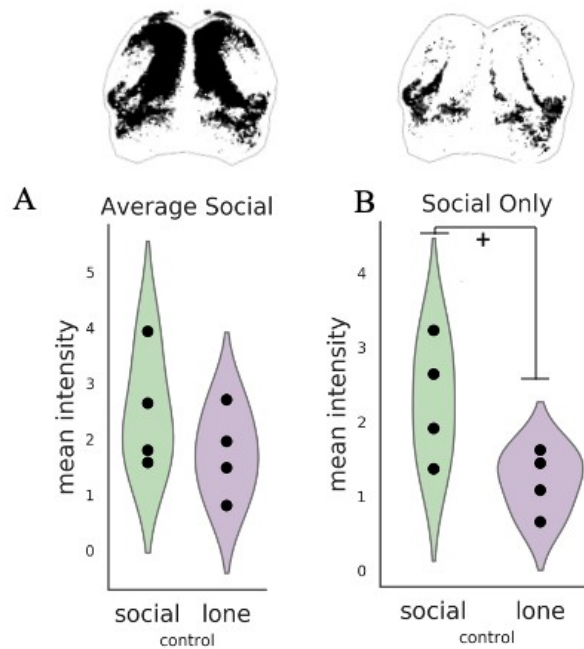 A
Average Social
mean intensity
5
4
3
2
1
0
social lone
control
B
Social Only
+
mean intensity
4
3
2
1
0
social lone
control